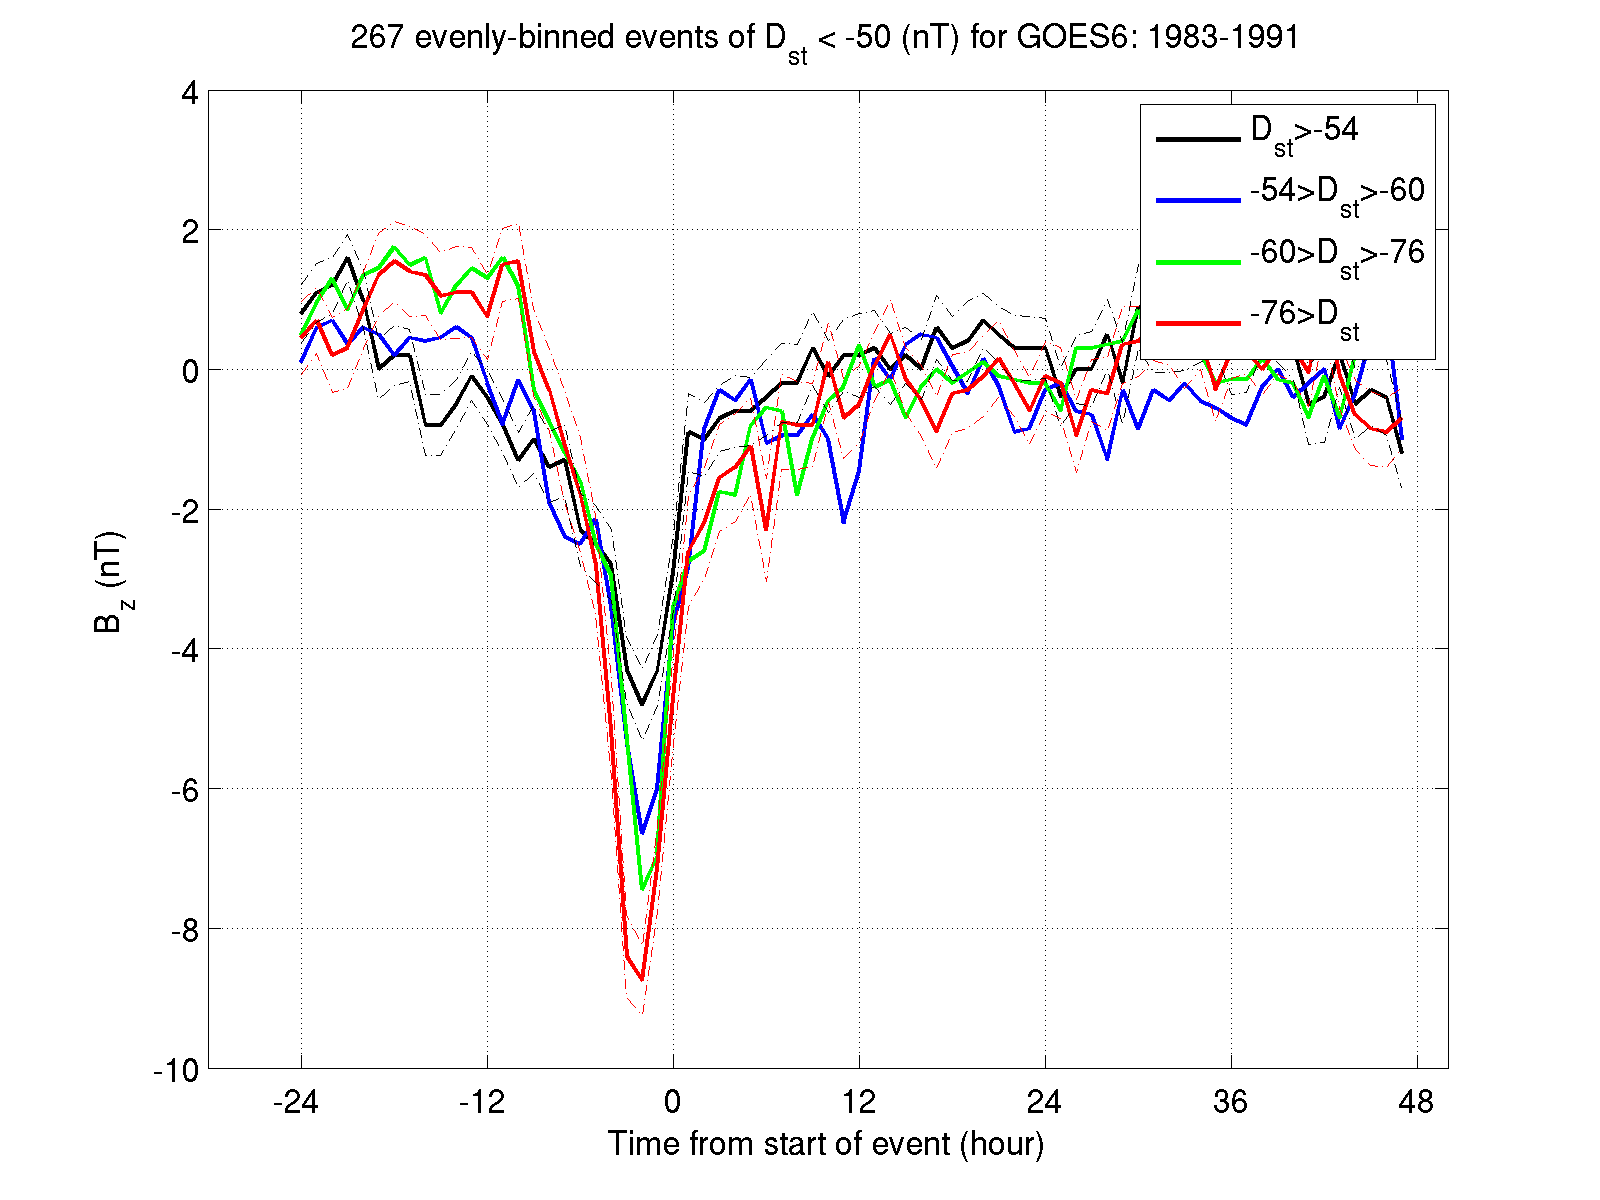 267 evenly-binned events of Dst < -50 (nT) for GOES6: 1983-1991
4
2
0
-2
-4
-6
-8
-10
Bz (nT)
Dst>-54
-54>Dst>-60
-60>Dst>-76
-76>Dst
-24 -12 0 12 24 36 48
Time from start of event (hour)